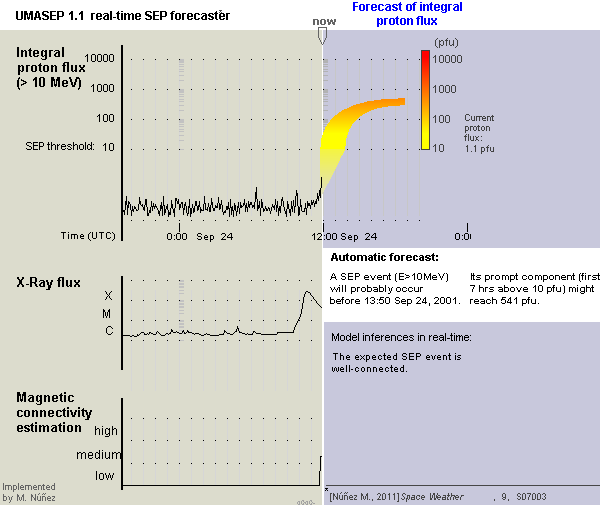 UMASEP 1.1 real-time SEP forecaster
Forecast of integral
proton flux
now
Integral
proton flux
(> 10 MeV)
10000
1000
100
SEP threshold: 10
(pfu)
10000
1000
100
10
Current
proton
flux:
1.1 pfu
Time (UTC)
0:00 Sep 24
12:00 Sep 24
0:0
Automatic forecast:
A SEP event (E>10MeV)
will probably occur
before 13:50 Sep 24, 2001.
Its prompt component (first
7 hrs above 10 pfu) might
reach 541 pfu.
X-Ray flux
X
M
C
Model inferences in real-time:
The expected SEP event is
well-connected.
Magnetic
connectivity
estimation
high
medium
low
Implemented
by M. Núñez
[Núñez M., 2011] Space Weather , 9, S07003